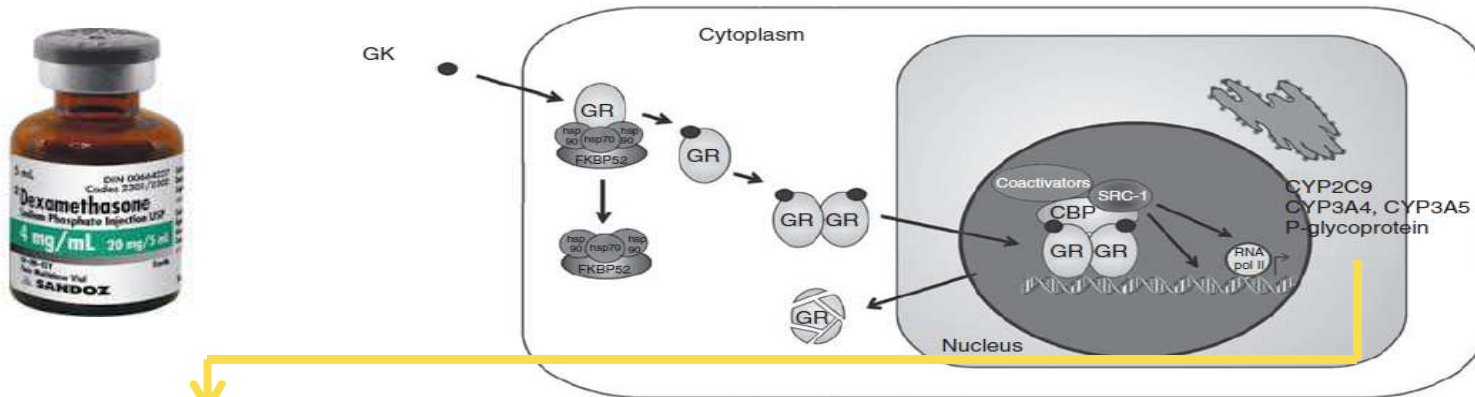 5 mL
DIN 00664227
Codes 2301/2302
Dexamethasone
Sodium Phosphate Injection USP
4 mg/mL 20 mg/5 mL
SANDOZ
GK
Cytoplasm
GR
hsp 90
hsp70
hsp 90
FKBP52
GR
hsp 90
hsp70
hsp 90
FKBP52
GR GR
GR
Coactivators
SRC-1
CBP
GR GR
RNA
pol II
CYP2C9
CYP3A4, CYP3A5
P-glycoprotein
Nucleus